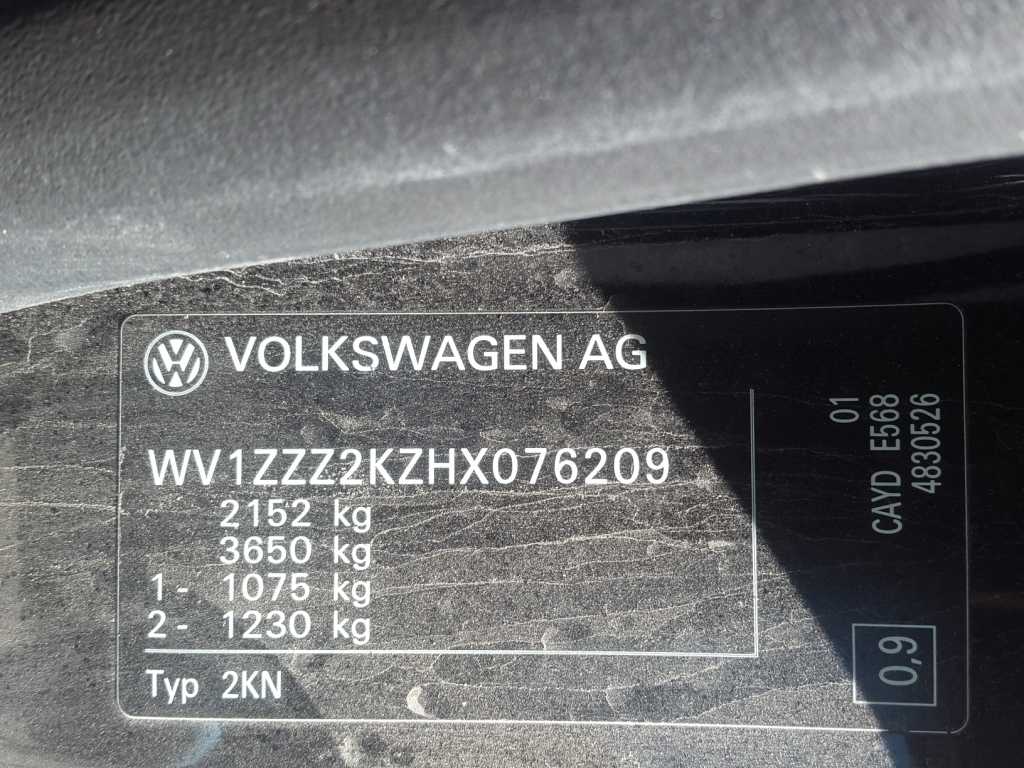 VOLKSWAGEN AG
WV1ZZZ2KZHX076209
2152 kg
3650 kg
1- 1075 kg
2- 1230 kg
Typ 2KN
01
CAYD E568
4830526
0,9